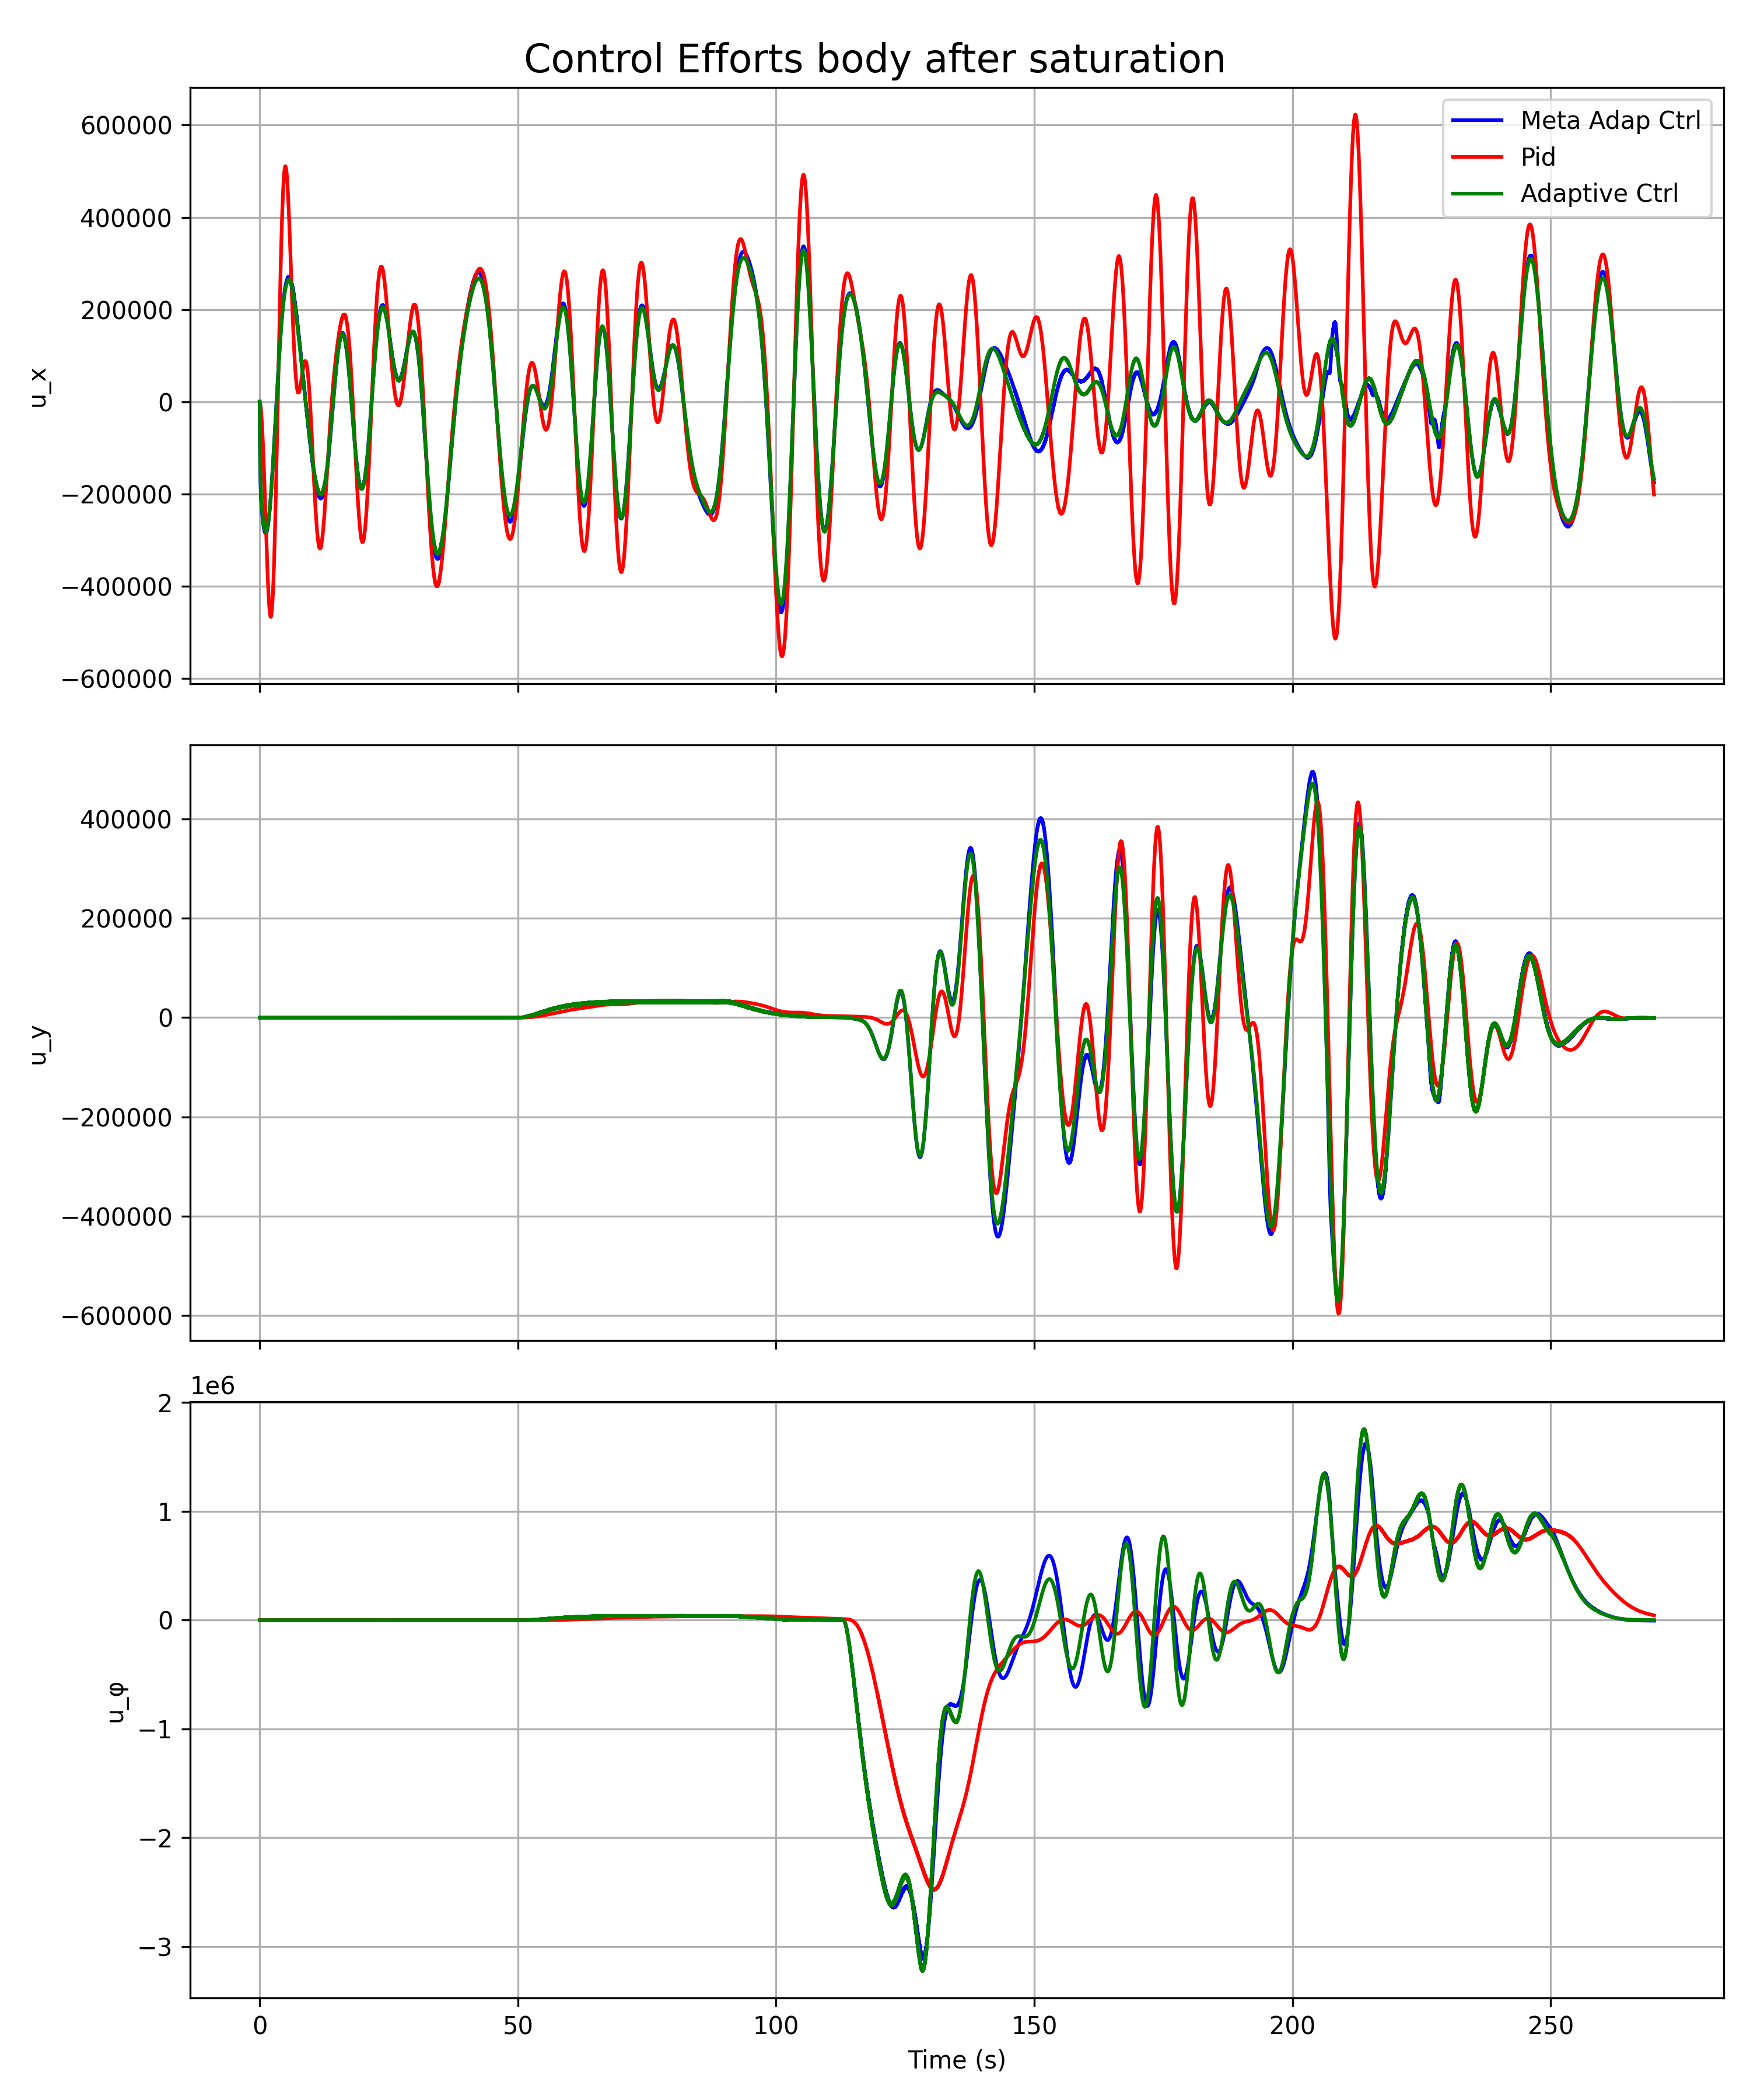 Control Efforts body after saturation
600000
400000
200000
0
−200000
−400000
−600000
u_x
Meta Adap Ctrl
Pid
Adaptive Ctrl
400000
200000
0
−200000
−400000
−600000
u_y
1e6
2
1
0
−1
−2
−3
u_φ
0 50 100 150 200 250
Time (s)